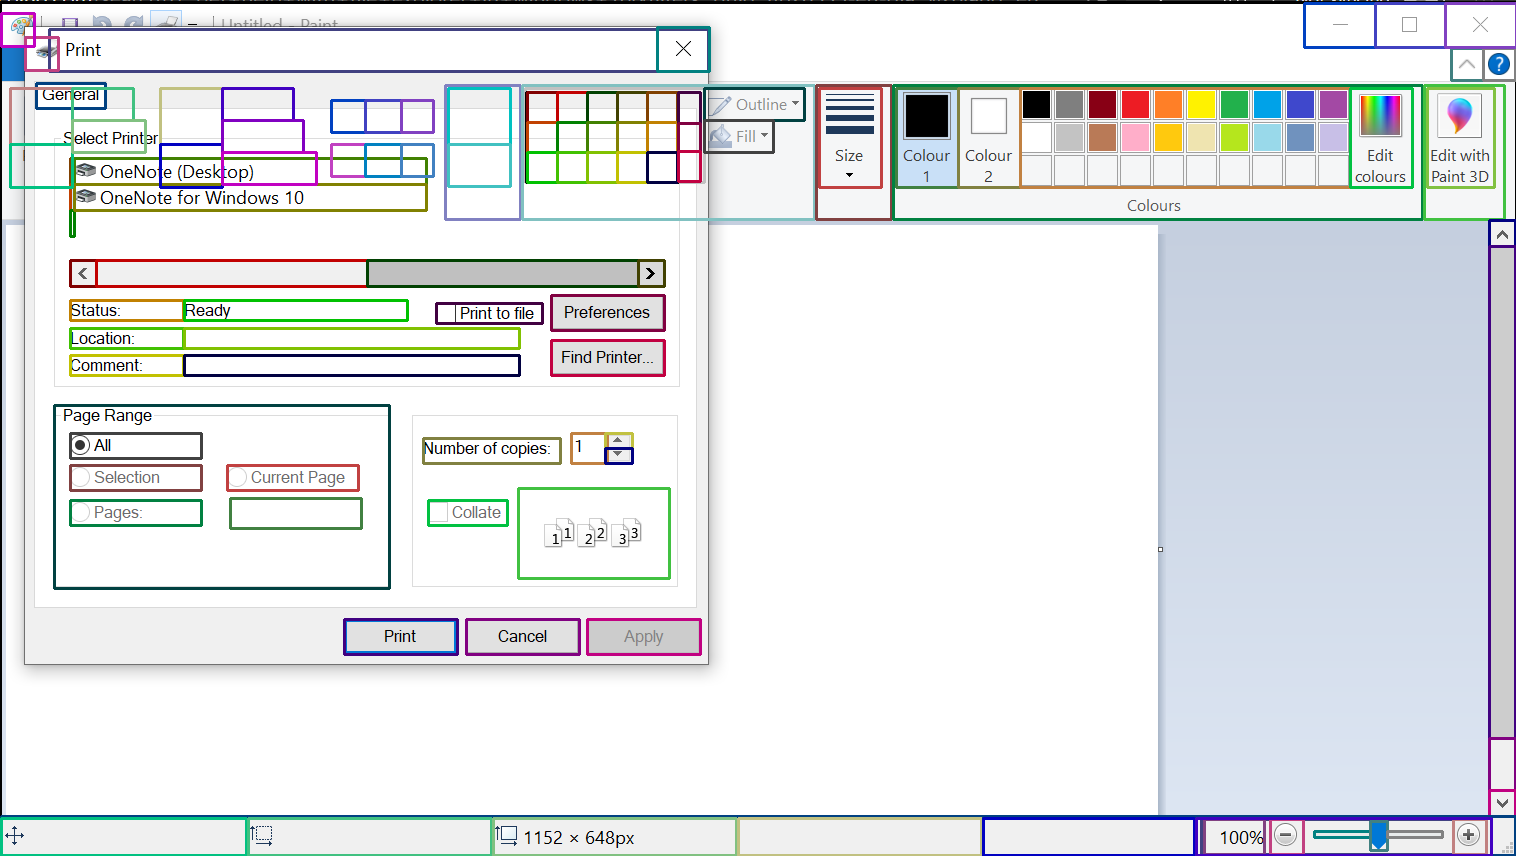 Untitled - Paint
Print
General
Select Printer
OneNote (Desktop)
OneNote for Windows 10
Status:
Ready
Print to file
Preferences
Location:
Comment:
Find Printer...
Page Range
All
Selection
Current Page
Pages:
Number of copies:
1
Collate
1 1 2 2 3 3
Print
Cancel
Apply
Outline
Fill
Size
Colour
1
Colour
2
Edit
colours
Edit with
Paint 3D
Colours
1152 × 648px
100%